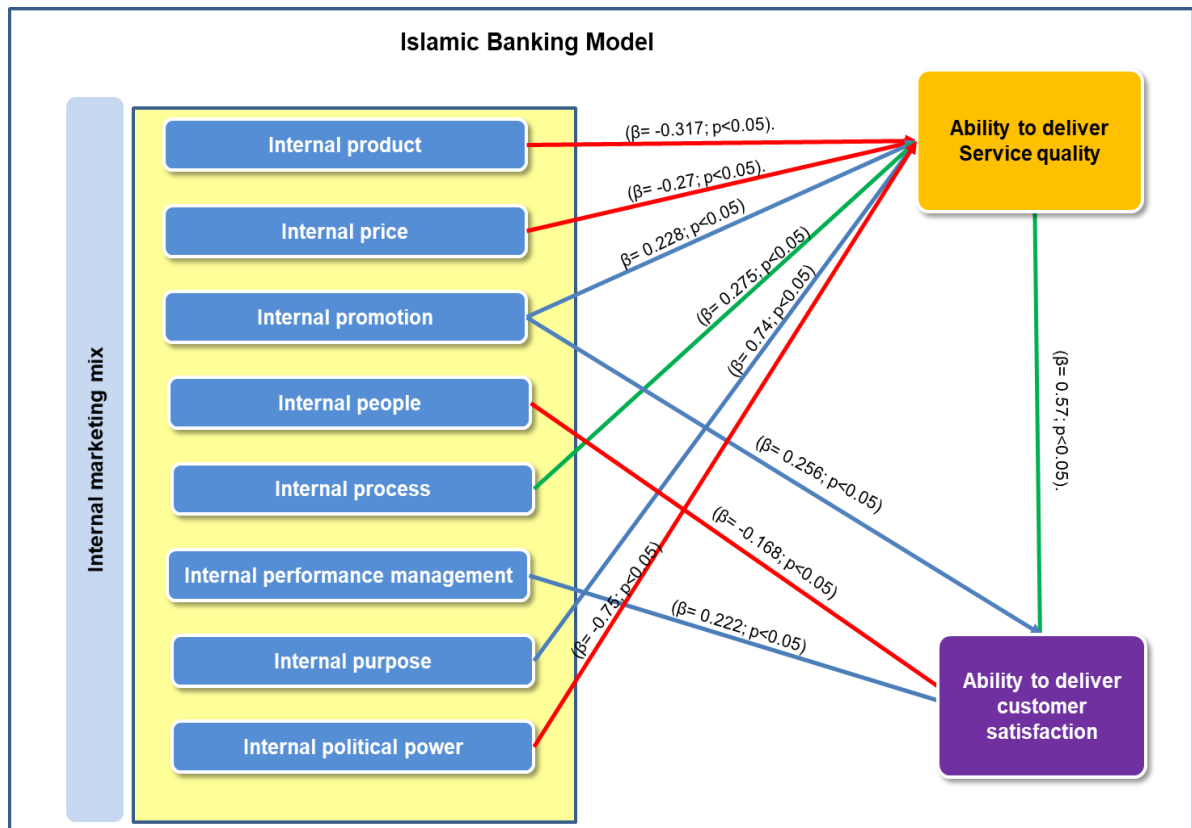 Islamic Banking Model
Internal marketing mix
Internal product
Internal price
Internal promotion
Internal people
Internal process
Internal performance management
Internal purpose
Internal political power
(β= -0.317; p<0.05).
(β= -0.27; p<0.05).
β= 0.228; p<0.05)
(β= 0.275; p<0.05)
(β= 0.74; p<0.05)
(β= -0.75; p<0.05)
(β= 0.256; p<0.05)
(β= -0.168; p<0.05)
(β= 0.222; p<0.05)
(β= 0.57; p<0.05).
Ability to deliver
Service quality
Ability to deliver
customer
satisfaction